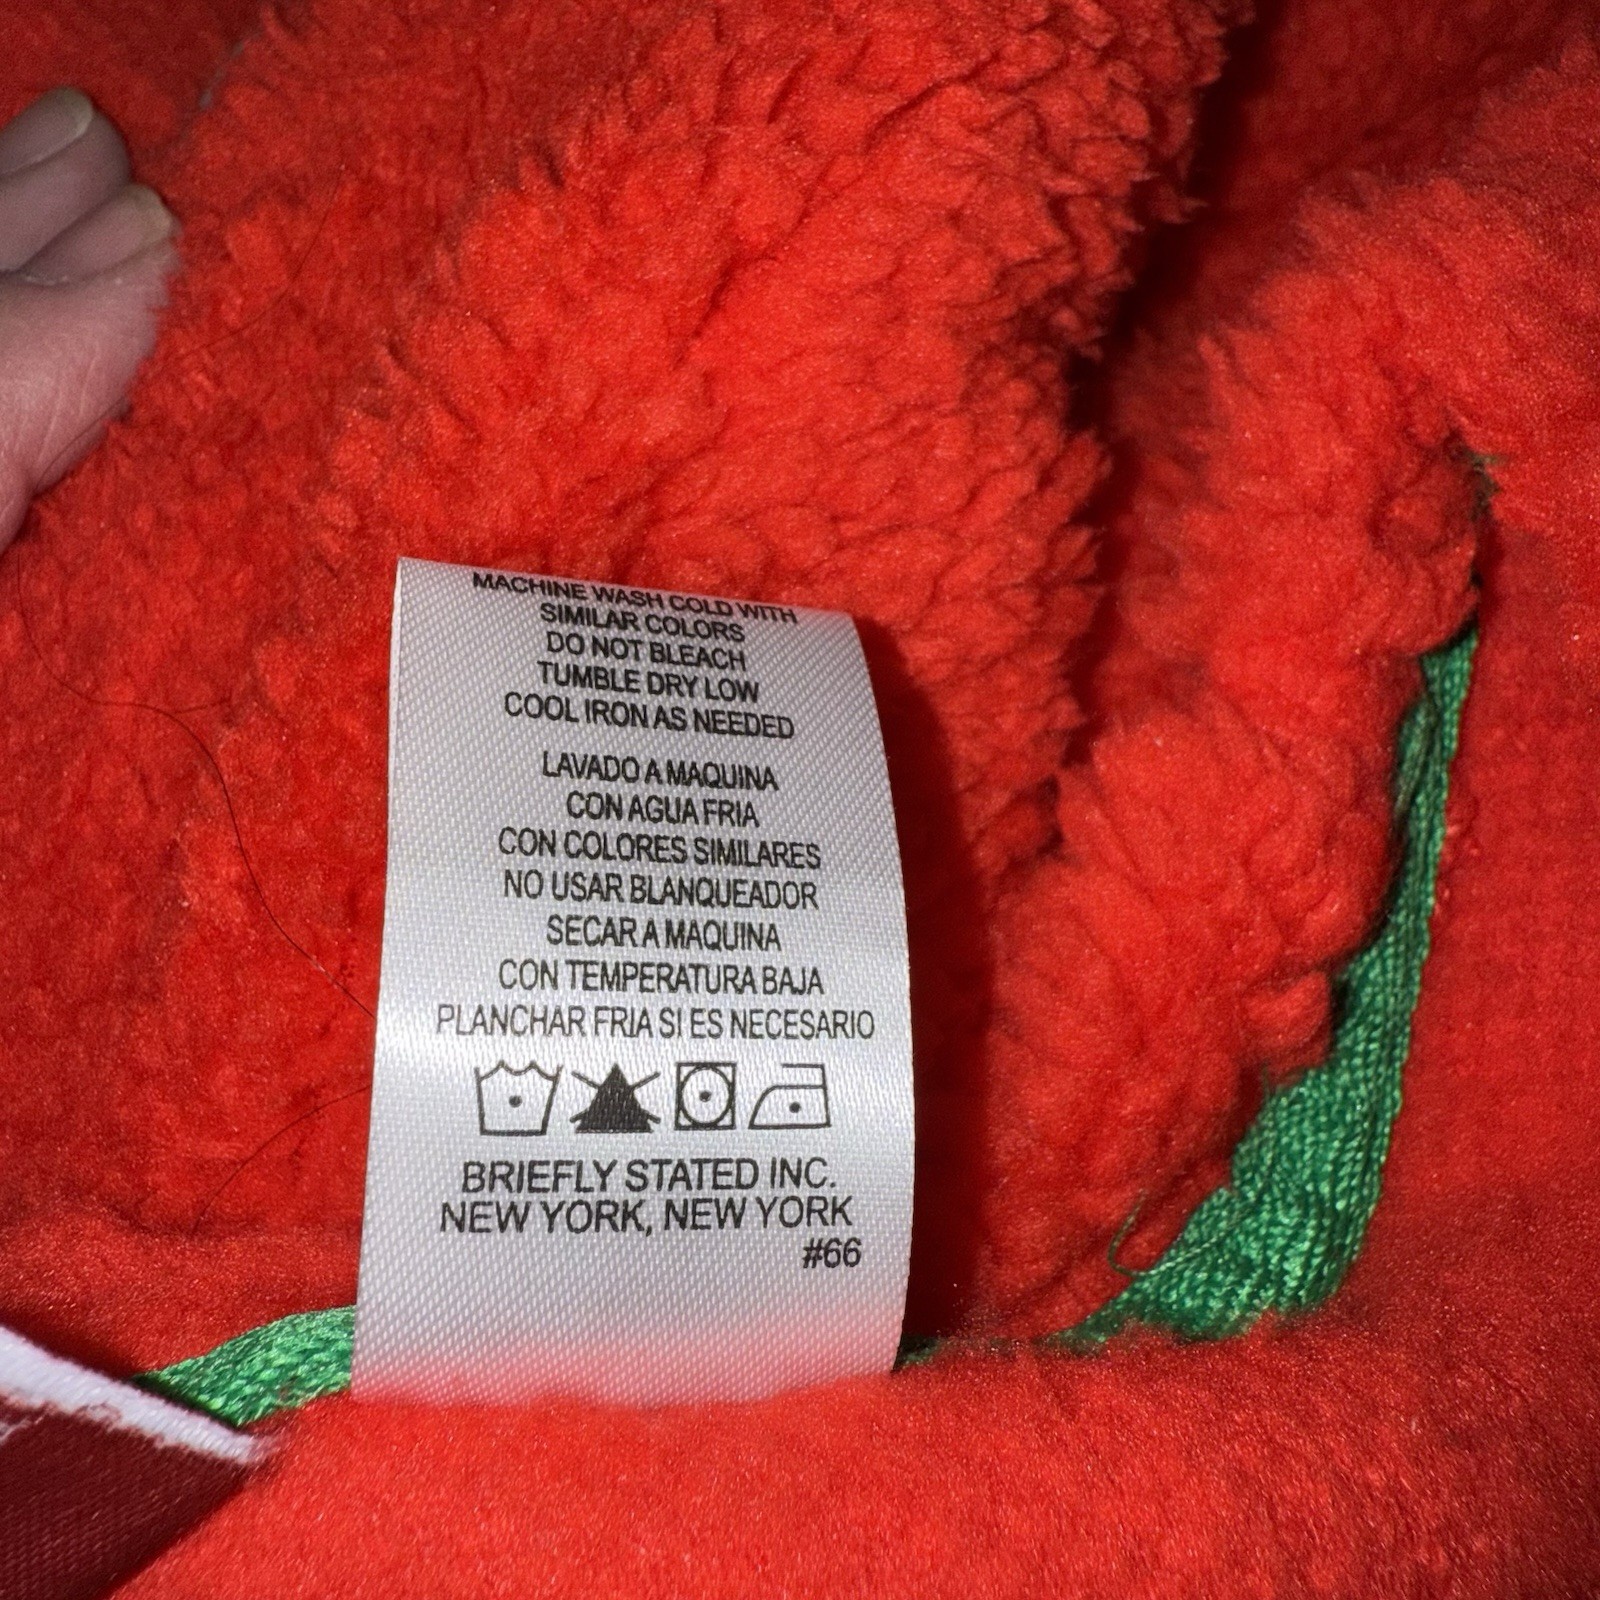 MACHINE WASH COLD WITH
SIMILAR COLORS
DO NOT BLEACH
TUMBLE DRY LOW
COOL IRON AS NEEDED
LAVADO A MAQUINA
CON AGUA FRIA
CON COLORES SIMILARES
NO USAR BLANQUEADOR
SECAR A MAQUINA
CON TEMPERATURA BAJA
PLANCHAR FRIA SI ES NECESARIO
BRIEFLY STATED INC.
NEW YORK, NEW YORK
#66